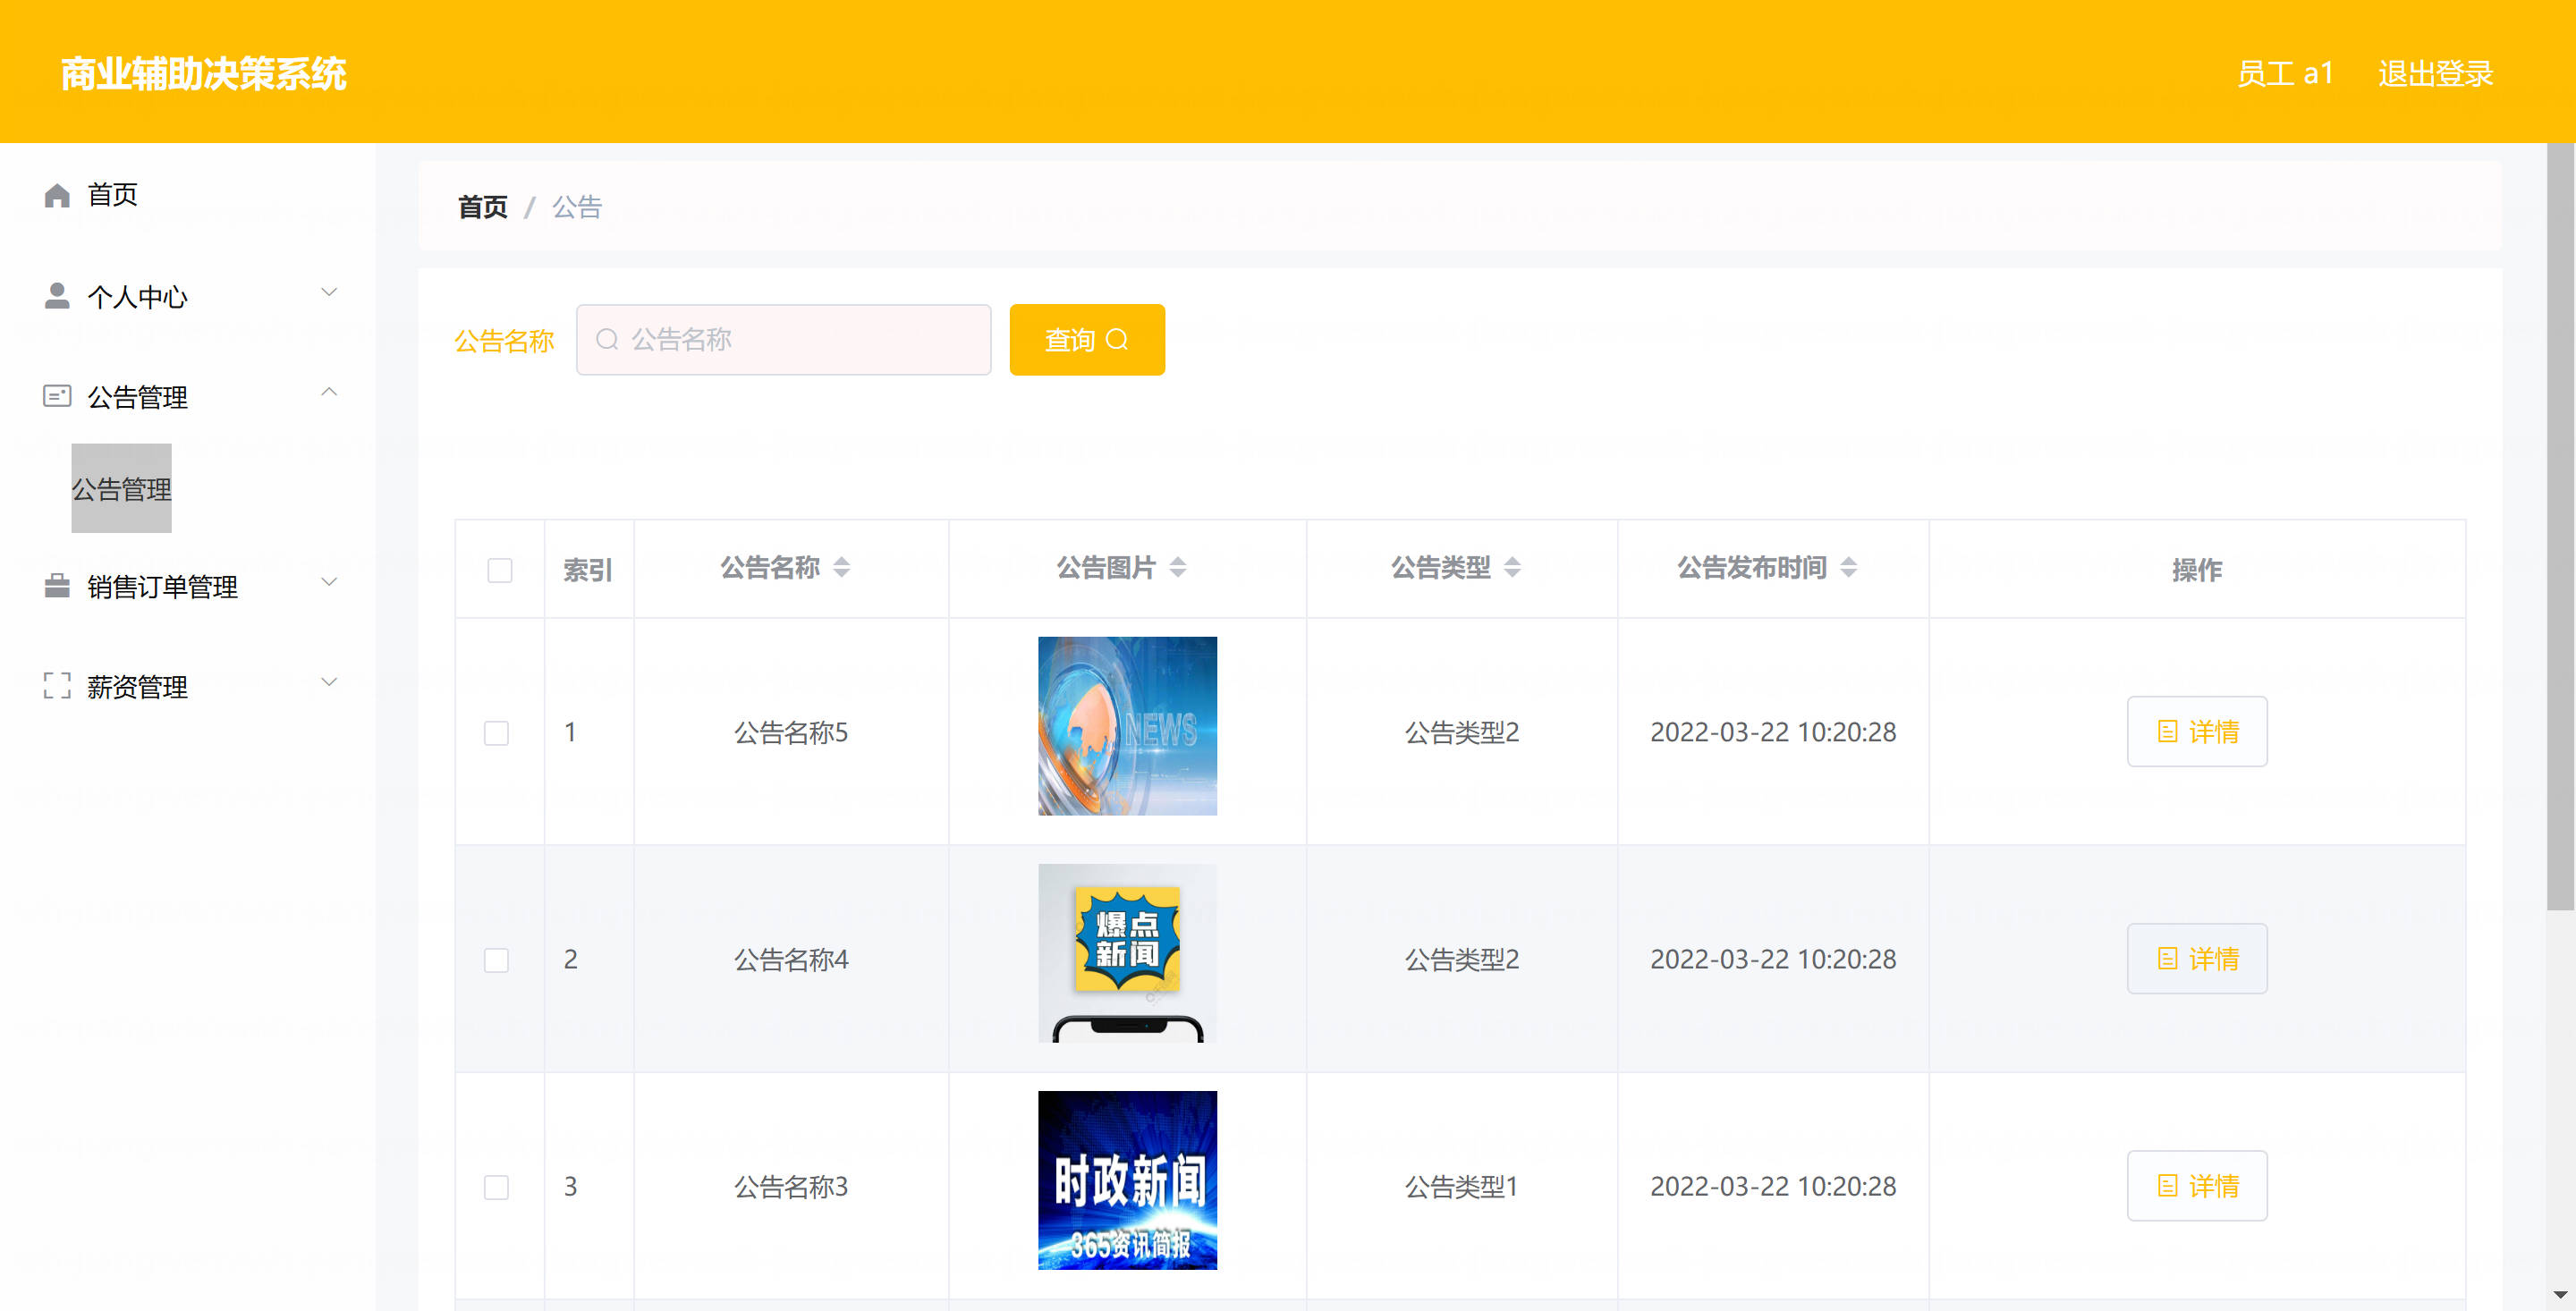 商业辅助决策系统
员工 a1 退出登录
首页
个人中心
公告管理
公告管理
销售订单管理
薪资管理
首页 / 公告
公告名称 公告名称 查询
索引 公告名称 公告图片 公告类型 公告发布时间 操作
1 公告名称5 NEWS 公告类型2 2022-03-22 10:20:28 详情
2 公告名称4 公告类型2 2022-03-22 10:20:28 详情
爆点
新闻
3 公告名称3 公告类型1 2022-03-22 10:20:28 详情
时政新闻
365资讯简报